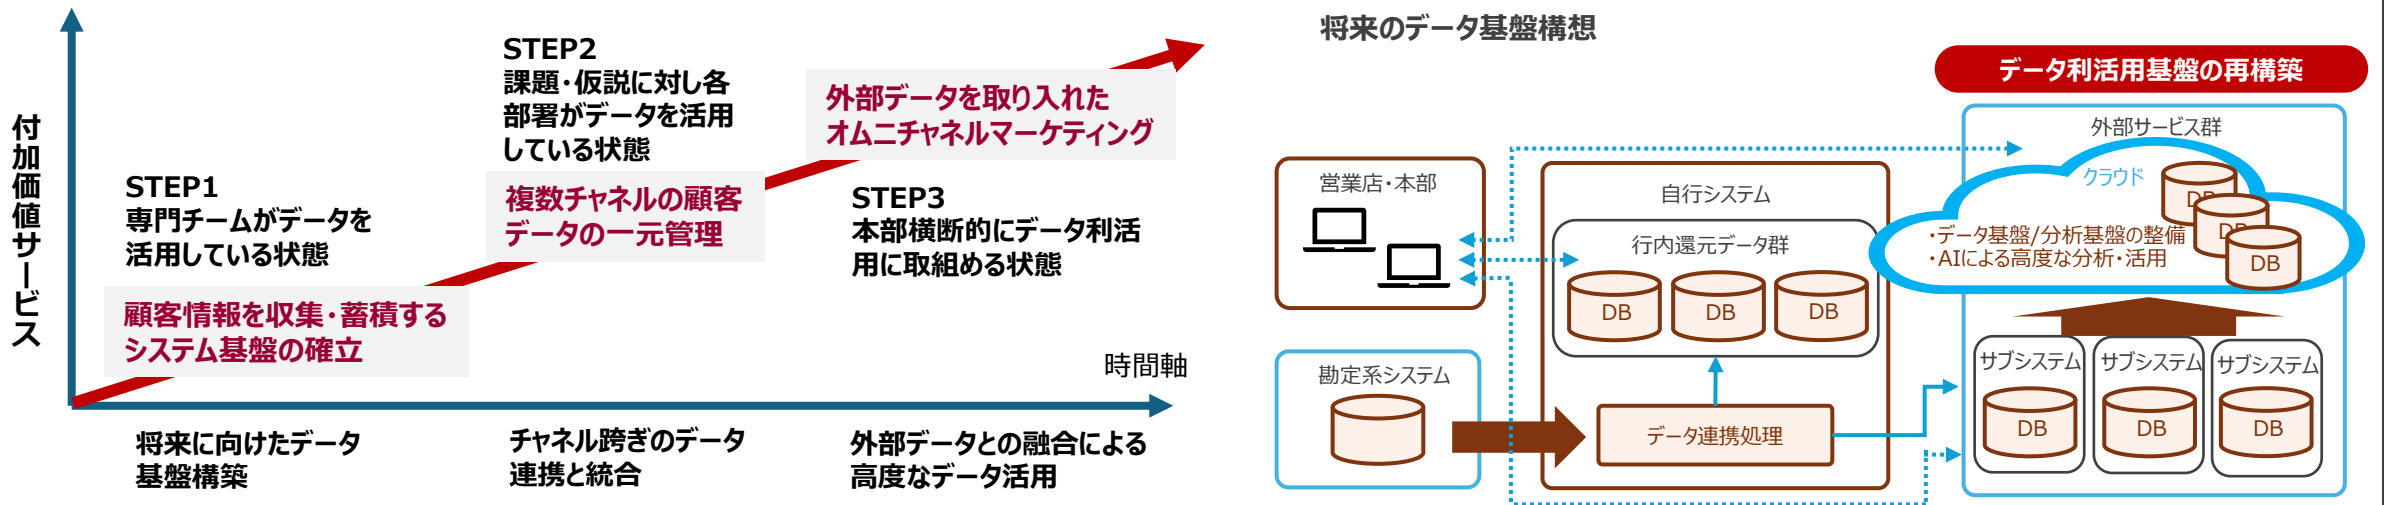 付加価値サービス
STEP1
専門チームがデータを
活用している状態
顧客情報を収集・蓄積する
システム基盤の確立
STEP2
課題・仮説に対し各
部署がデータを活用
している状態
複数チャネルの顧客
データの一元管理
外部データを取り入れた
オムニチャネルマーケティング
STEP3
本部横断的にデータ利活
用に取組める状態
時間軸
将来に向けたデータ
基盤構築
チャネル跨ぎのデータ
連携と統合
外部データとの融合による
高度なデータ活用
将来のデータ基盤構想
データ利活用基盤の再構築
営業店・本部
勘定系システム
自行システム
行内還元データ群
DB
DB
DB
データ連携処理
外部サービス群
クラウド
DB
DB
DB
・データ基盤/分析基盤の整備
・AIによる高度な分析・活用
サブシステム
サブシステム
サブシステム
DB
DB
DB